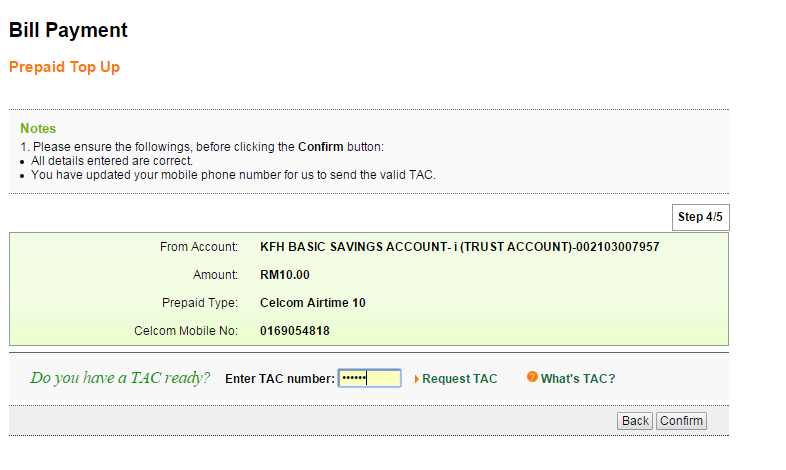 Bill Payment
Prepaid Top Up
Notes
1. Please ensure the followings, before clicking the Confirm button:
• All details entered are correct.
• You have updated your mobile phone number for us to send the valid TAC.
Step 4/5
From Account: KFH BASIC SAVINGS ACCOUNT- i (TRUST ACCOUNT)-002103007957
Amount: RM10.00
Prepaid Type: Celcom Airtime 10
Celcom Mobile No: 0169054818
Do you have a TAC ready? Enter TAC number: •••••• Request TAC ? What's TAC?
Back Confirm